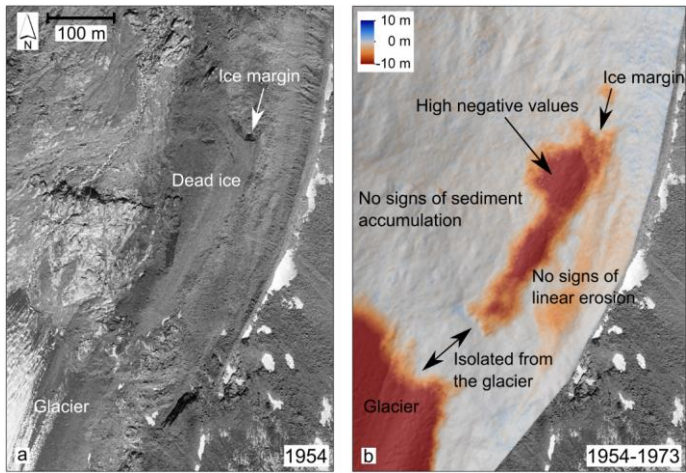 N
100 m
Ice margin
Dead ice
Glacier
a
1954
10 m
0 m
-10 m
Ice margin
High negative values
No signs of sediment
accumulation
No signs of
linear erosion
Isolated from
the glacier
Glacier
b
1954-1973